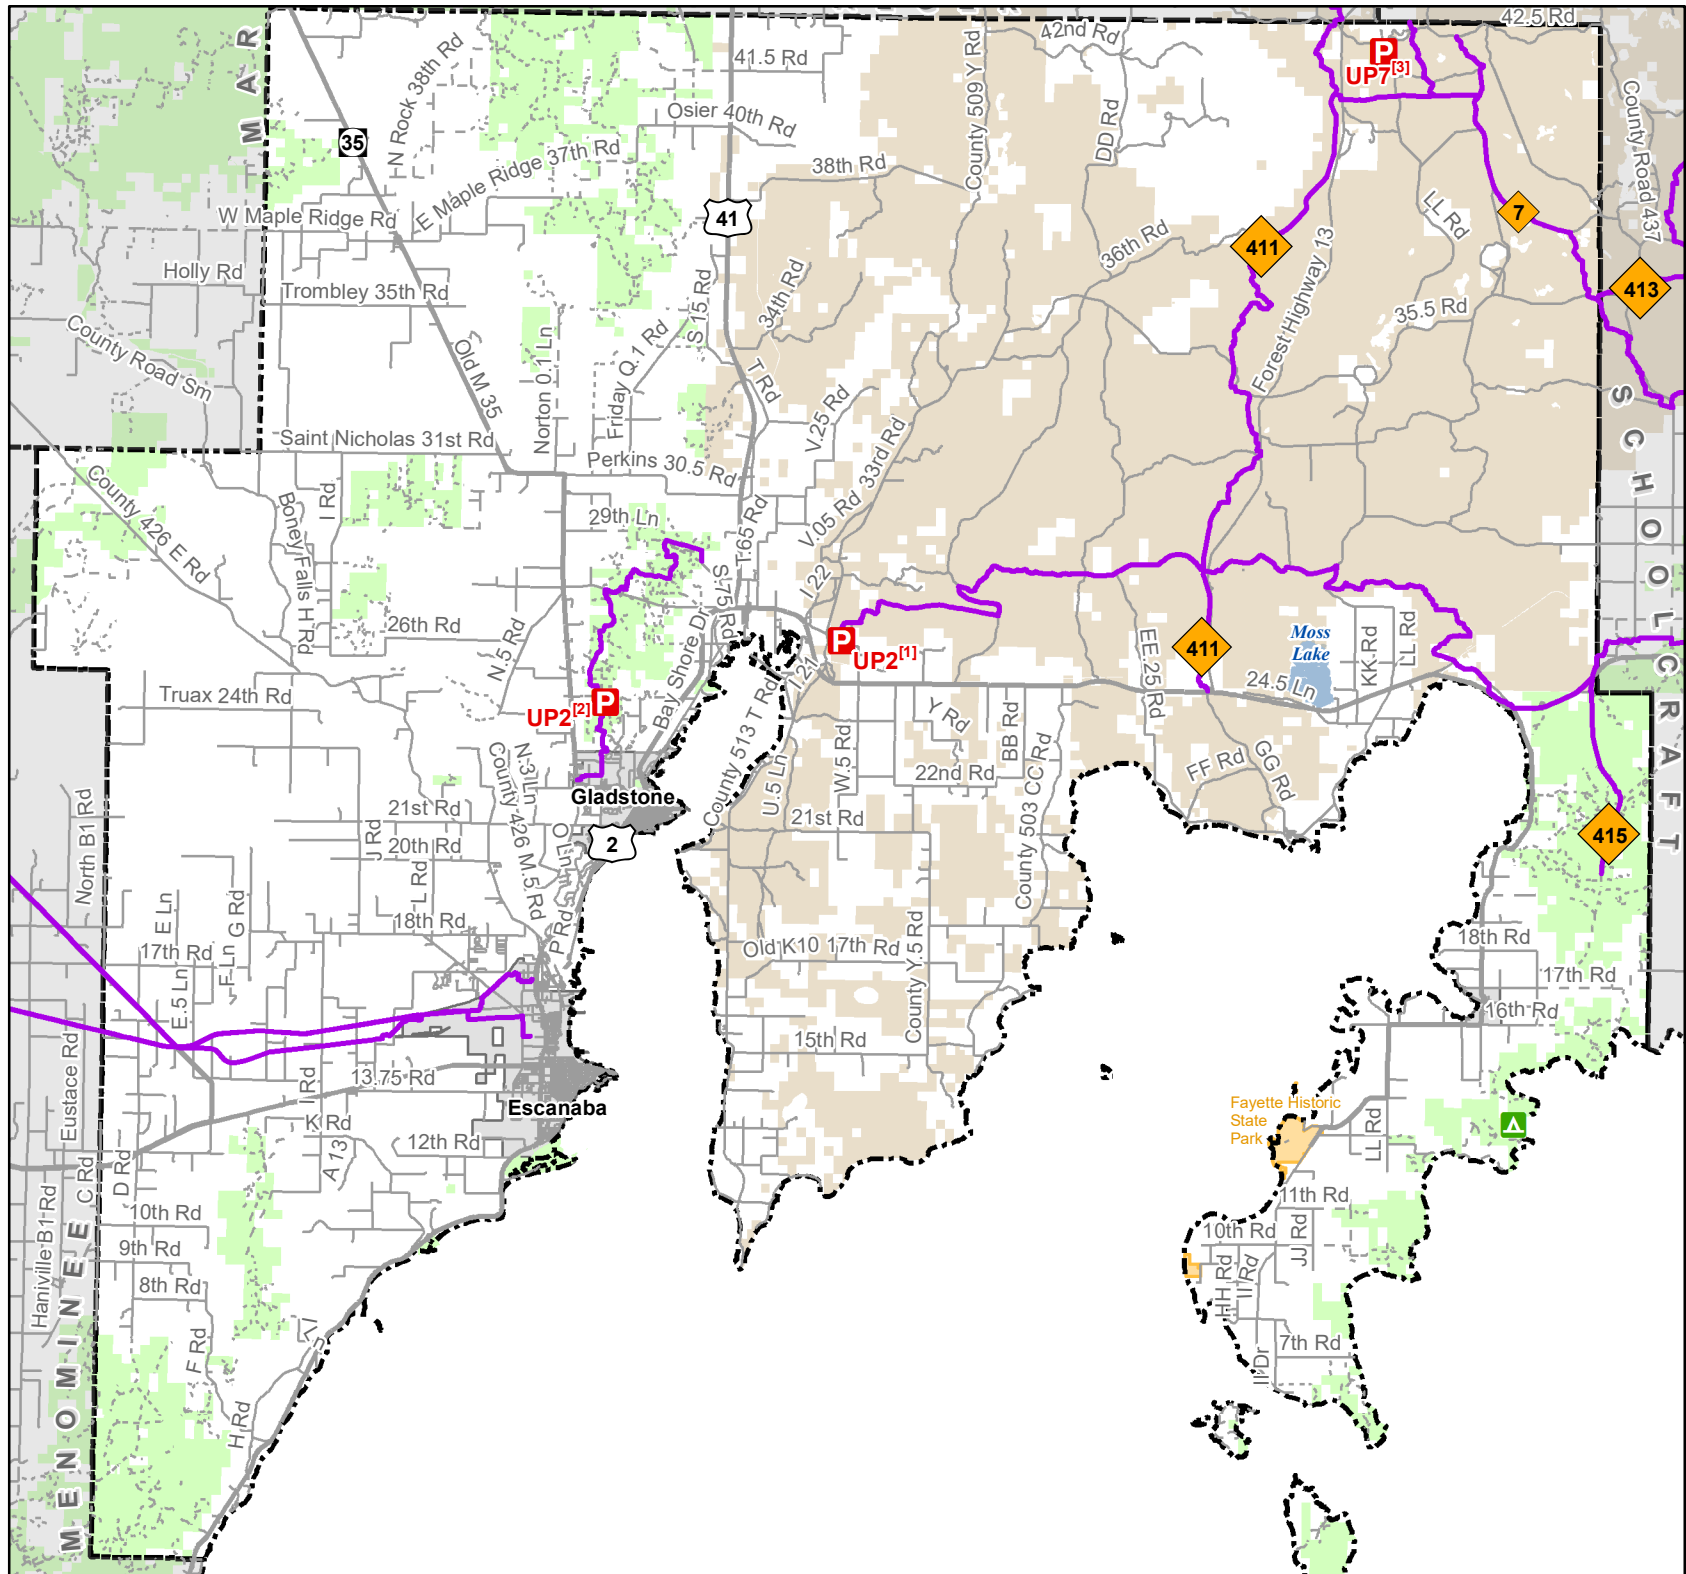 42.5 Rd
42nd Rd
County 509 Y Rd
41.5 Rd
N Rock 38th Rd
M A R
P
UP7[3]
35
Osier 40th Rd
DD Rd
County Road 437
E Maple Ridge 37th Rd
38th Rd
W Maple Ridge Rd
41
LL Rd
7
36th Rd
411
Holly Rd
Trombley 35th Rd
S 15 Rd
34th Rd
Forest Highway 13
413
35.5 Rd
County Road Sm
Old M 35
Norton 0.1 Ln
Friday Q.1 Rd
T Rd
V.25 Rd
S C H O O L C R A F T
Saint Nicholas 31st Rd
Perkins 30.5 Rd
33rd Rd
County 426 E Rd
Boney Falls H Rd
I Rd
29th Ln
T.65 Rd
V.05 Rd
I 22
S.75 Rd
26th Rd
N.5 Rd
Bay Shore Dr
P
UP2[1]
411
EE.25 Rd
Moss
Lake
KK Rd
LL Rd
24.5 Ln
Truax 24th Rd
P
UP2[2]
County 513 T Rd
I 21
Y Rd
BB Rd
W.5 Rd
22nd Rd
FF Rd
GG Rd
County 503 CC Rd
N.3 Ln
County 426 M.5 Rd
Gladstone
2
U.5 Ln
21st Rd
21st Rd
20th Rd
J Rd
L Rd
O Ln
415
North B1 Rd
E Ln
G Rd
F Ln
E.5 Ln
17th Rd
18th Rd
P Rd
Old K10 17th Rd
County Y.5 Rd
18th Rd
17th Rd
16th Rd
15th Rd
Eustace Rd
I Rd
13.75 Rd
Escanaba
K Rd
A 13
12th Rd
Fayette Historic
State
Park
LL Rd
11th Rd
10th Rd
JJ Rd
HH Rd
II Rd
7th Rd
II Dr
D Rd
C Rd
Haniville B1 Rd
10th Rd
9th Rd
8th Rd
F Rd
I Ln
H Rd
M E N O M I N E E